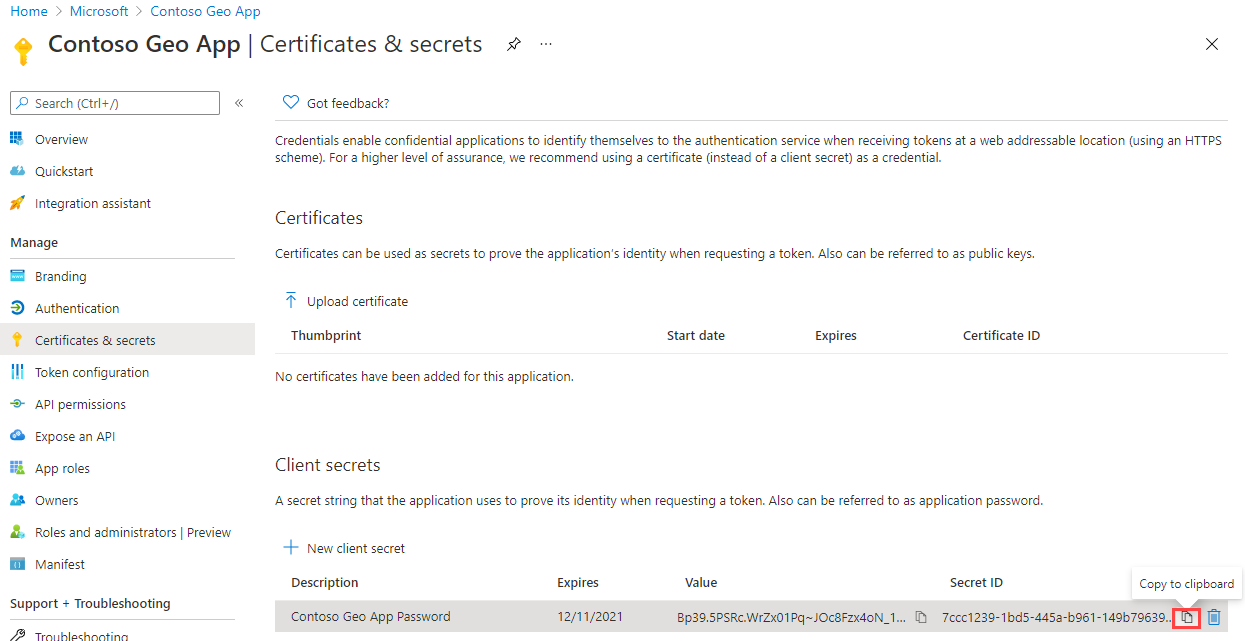 Home > Microsoft > Contoso Geo App
Contoso Geo App | Certificates & secrets ...
Search (Ctrl+/) «
Got feedback?
Overview
Quickstart
Integration assistant
Manage
Branding
Authentication
Certificates & secrets
Token configuration
API permissions
Expose an API
App roles
Owners
Roles and administrators | Preview
Manifest
Support + Troubleshooting
Troubleshooting
Credentials enable confidential applications to identify themselves to the authentication service when receiving tokens at a web addressable location (using an HTTPS
scheme). For a higher level of assurance, we recommend using a certificate (instead of a client secret) as a credential.
Certificates
Certificates can be used as secrets to prove the application's identity when requesting a token. Also can be referred to as public keys.
Upload certificate
Thumbprint Start date Expires Certificate ID
No certificates have been added for this application.
Client secrets
A secret string that the application uses to prove its identity when requesting a token. Also can be referred to as application password.
New client secret
Description Expires Value Secret ID
Copy to clipboard
Contoso Geo App Password 12/11/2021 Bp39.5PSRc.WrZx01Pq~JOc8Fzx4oN_1... 7ccc1239-1bd5-445a-b961-149b79639...